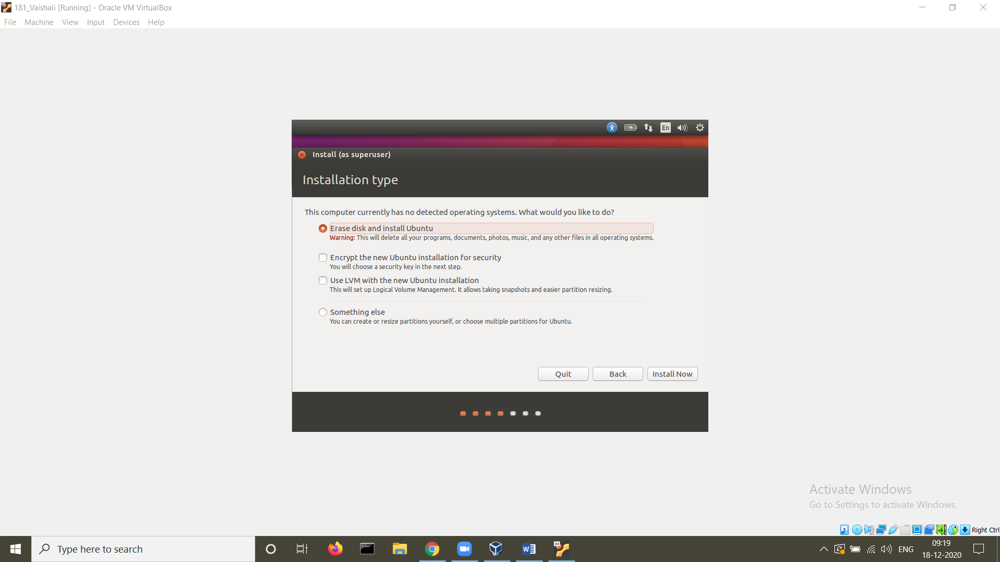 181_Vaishali [Running] - Oracle VM VirtualBox
File Machine View Input Devices Help
En
Install (as superuser)
Installation type
This computer currently has no detected operating systems. What would you like to do?
Erase disk and install Ubuntu
Warning: This will delete all your programs, documents, photos, music, and any other files in all operating systems.
Encrypt the new Ubuntu installation for security
You will choose a security key in the next step.
Use LVM with the new Ubuntu installation
This will set up Logical Volume Management. It allows taking snapshots and easier partition resizing.
Something else
You can create or resize partitions yourself, or choose multiple partitions for Ubuntu.
Quit Back Install Now
Activate Windows
Go to Settings to activate Windows.
Right Ctrl
Type here to search
W
64
ENG
09:19
18-12-2020